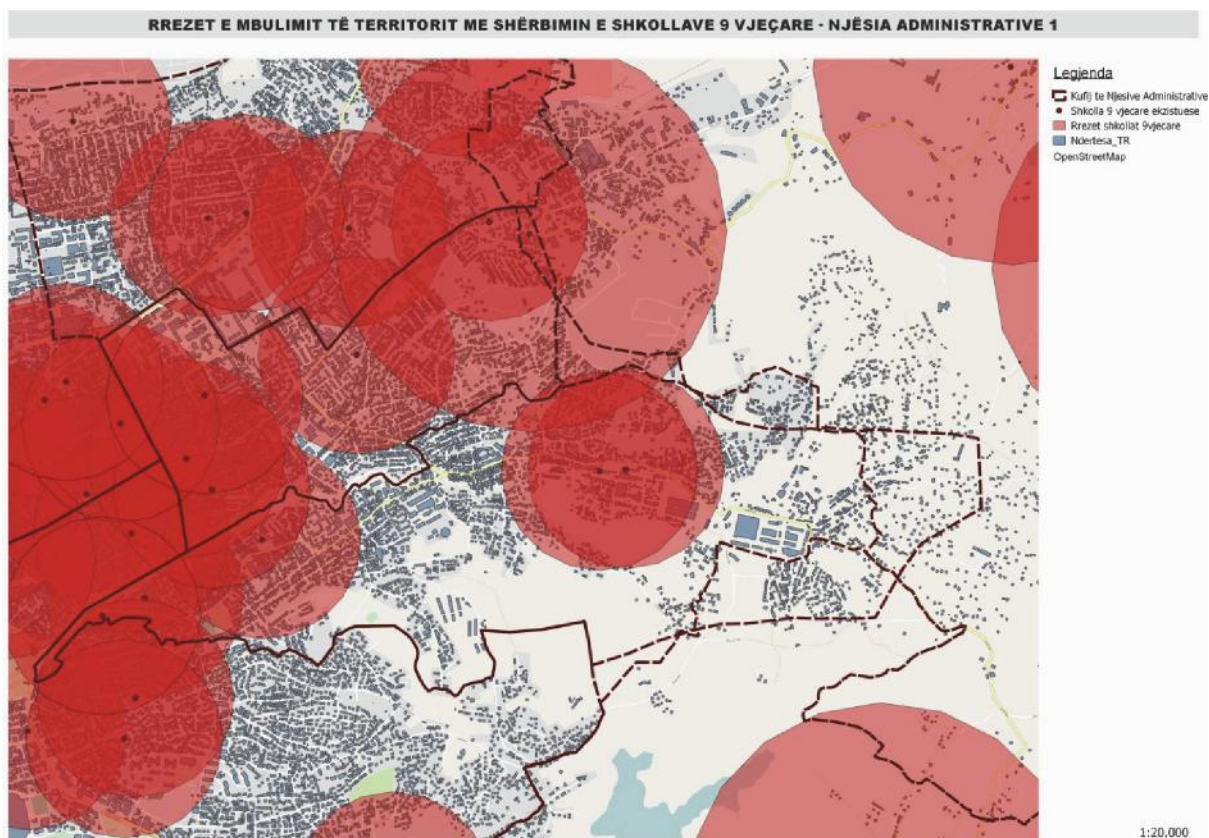 RREZET E MBULIMIT TË TERRITORIT ME SHËRBIMIN E SHKOLLAVE 9 VJEÇARE - NJËSIA ADMINISTRATIVE 1
Legjenda
Kufij te Njesive Administrative
Shkolla 9 vjecare ekzistuese
Rrezet shkollat 9vjecare
Ndertesa_TR
OpenStreetMap
1:20,000